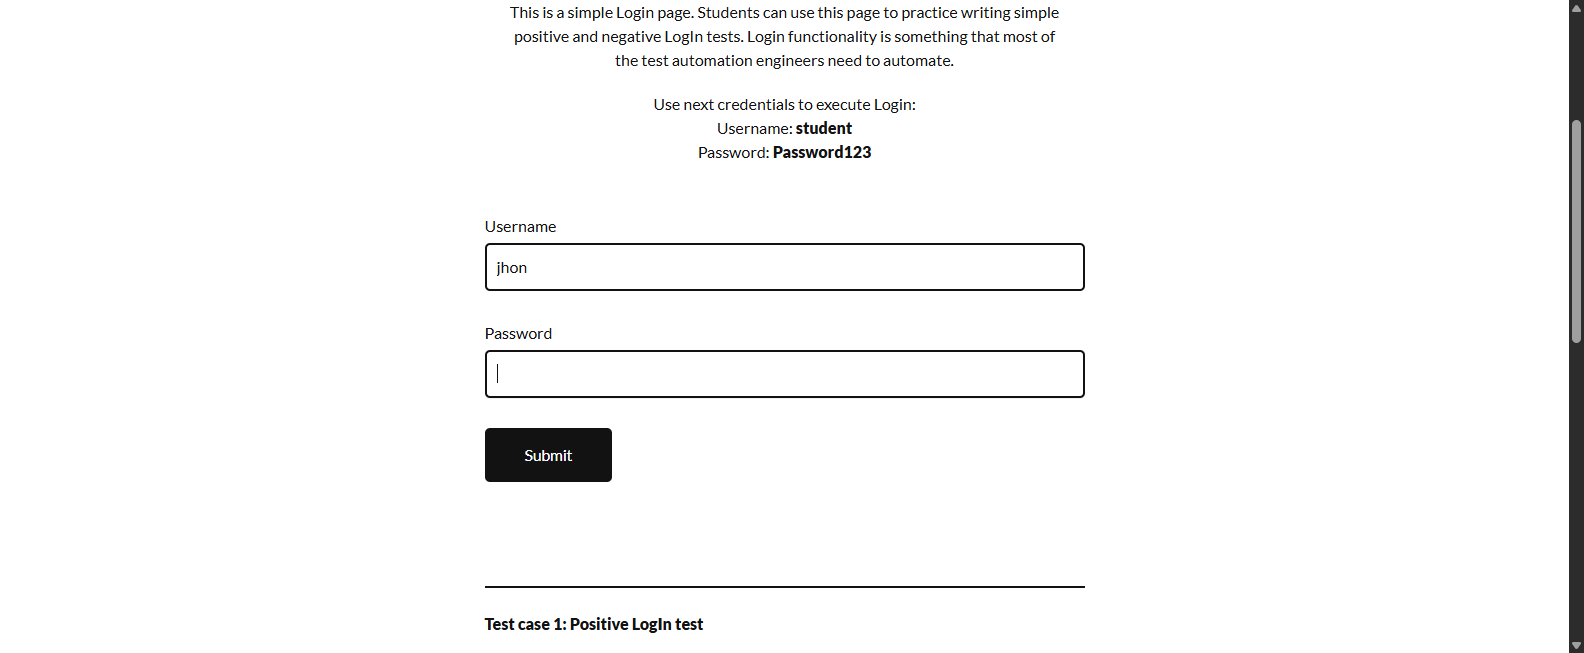 This is a simple Login page. Students can use this page to practice writing simple
positive and negative LogIn tests. Login functionality is something that most of
the test automation engineers need to automate.
Use next credentials to execute Login:
Username: student
Password: Password123
Username
jhon
Password
Submit
Test case 1: Positive LogIn test